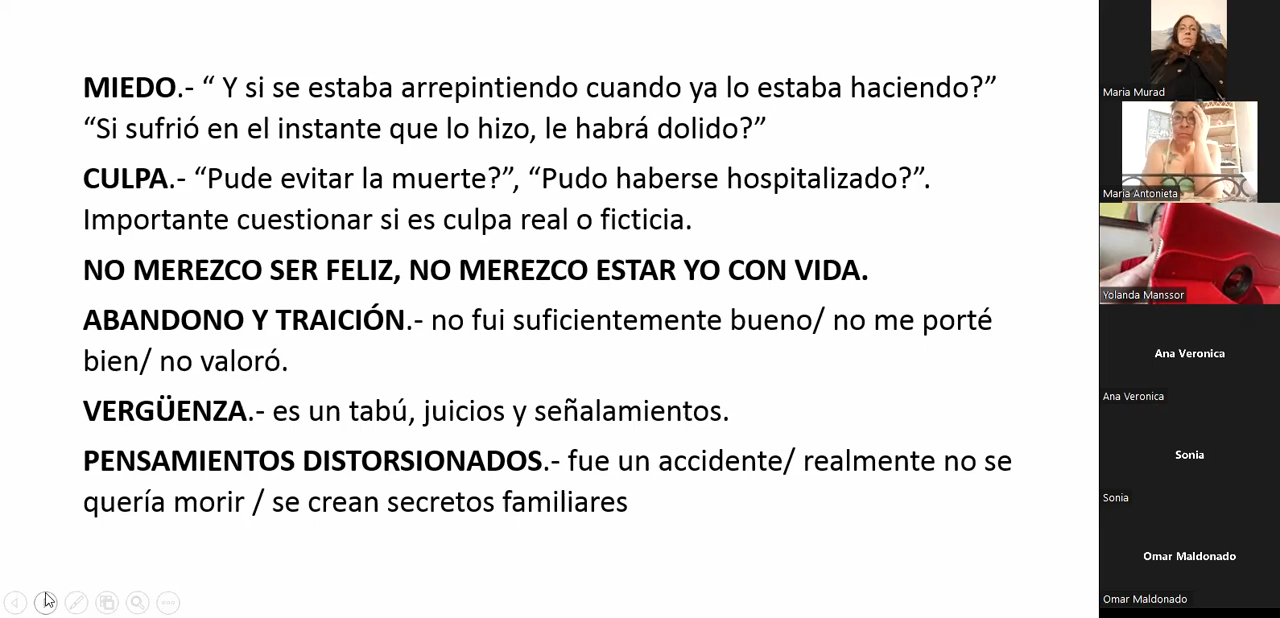 MIEDO.- “ Y si se estaba arrepintiendo cuando ya lo estaba haciendo?”
“Si sufrió en el instante que lo hizo, le habrá dolido?”
CULPA.- “Pude evitar la muerte?”, “Pudo haberse hospitalizado?”.
Importante cuestionar si es culpa real o ficticia.
NO MEREZCO SER FELIZ, NO MEREZCO ESTAR YO CON VIDA.
ABANDONO Y TRAICIÓN.- no fui suficientemente bueno/ no me porté
bien/ no valoró.
VERGÜENZA.- es un tabú, juicios y señalamientos.
PENSAMIENTOS DISTORSIONADOS.- fue un accidente/ realmente no se
quería morir / se crean secretos familiares
Maria Murad
Maria Antonieta
Yolanda Manssor
Ana Veronica
Ana Veronica
Sonia
Sonia
Omar Maldonado
Omar Maldonado